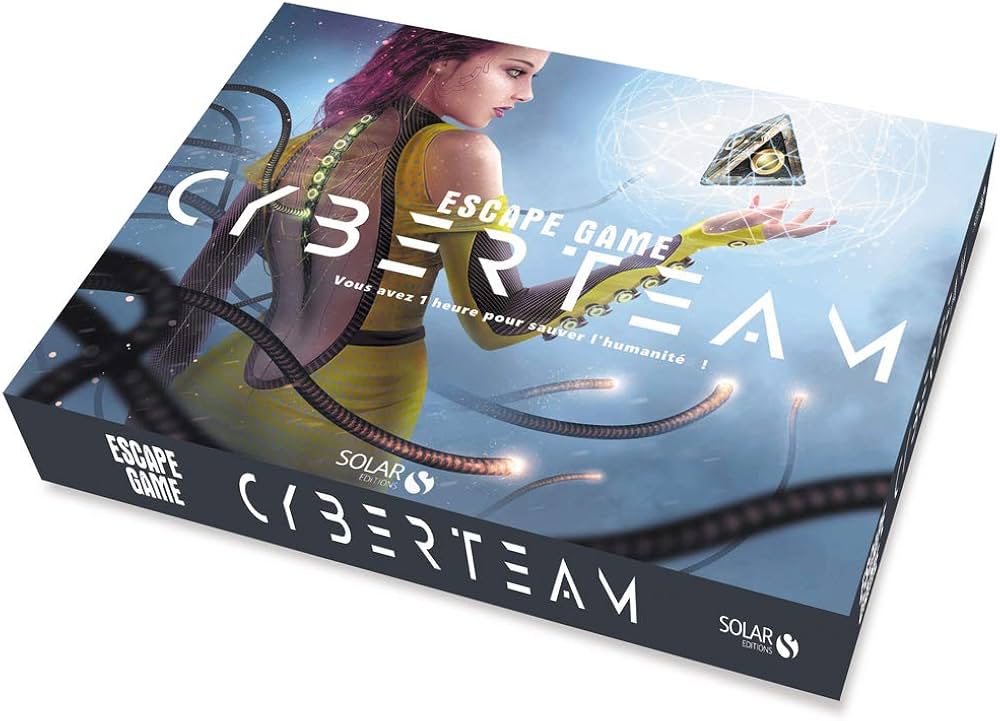 ESCAPE GAME
CYBERTEAM
Vous avez 1 heure pour sauver l'humanité !
SOLAR
EDITIONS
ESCAPE
GAME
CYBERTEAM
SOLAR
EDITIONS